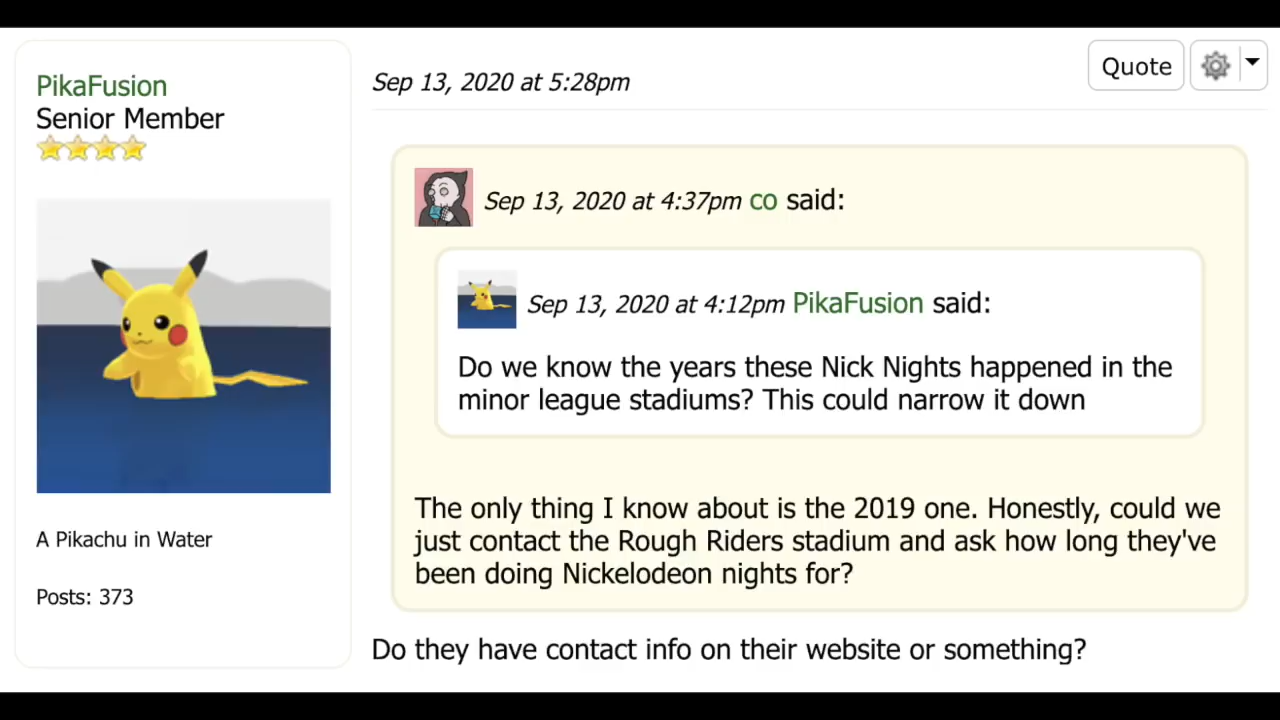 PikaFusion
Senior Member
A Pikachu in Water
Posts: 373
Sep 13, 2020 at 5:28pm
Quote
Sep 13, 2020 at 4:37pm co said:
Sep 13, 2020 at 4:12pm PikaFusion said:
Do we know the years these Nick Nights happened in the
minor league stadiums? This could narrow it down
The only thing I know about is the 2019 one. Honestly, could we
just contact the Rough Riders stadium and ask how long they've
been doing Nickelodeon nights for?
Do they have contact info on their website or something?